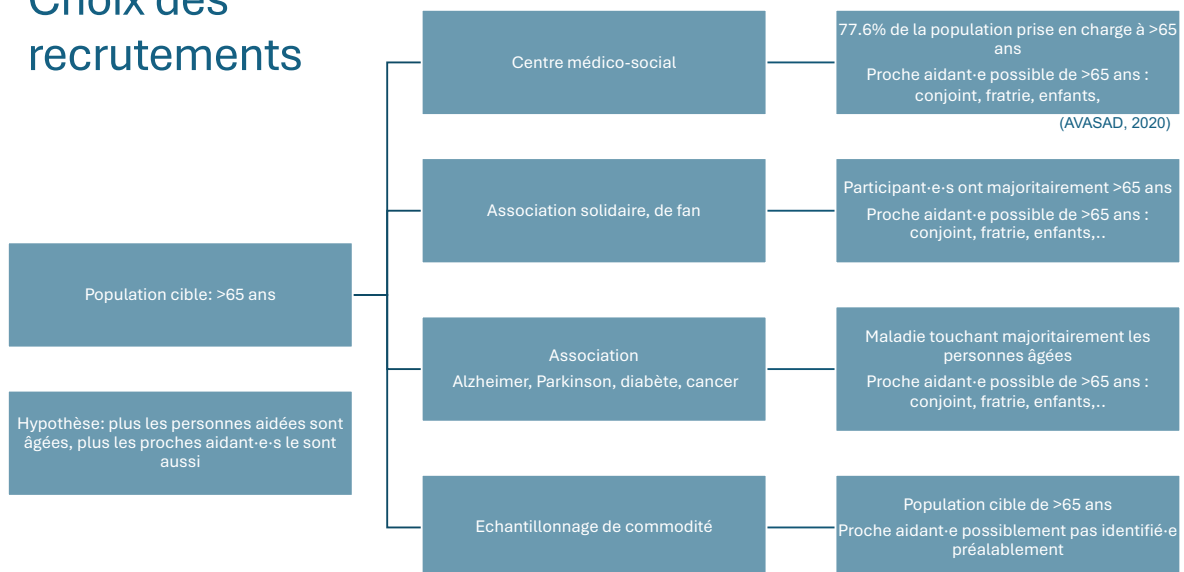 Choix des
recrutements
Population cible: >65 ans
Hypothèse: plus les personnes aidées sont
âgées, plus les proches aidant·e·s le sont
aussi
Centre médico-social
77.6% de la population prise en charge à >65
ans
Proche aidant·e possible de >65 ans :
conjoint, fratrie, enfants,
(AVASAD, 2020)
Association solidaire, de fan
Participant·e·s ont majoritairement >65 ans
Proche aidant·e possible de >65 ans :
conjoint, fratrie, enfants,..
Association
Alzheimer, Parkinson, diabète, cancer
Maladie touchant majoritairement les
personnes âgées
Proche aidant·e possible de >65 ans :
conjoint, fratrie, enfants,..
Echantillonnage de commodité
Population cible de >65 ans
Proche aidant·e possiblement pas identifié·e
préalablement